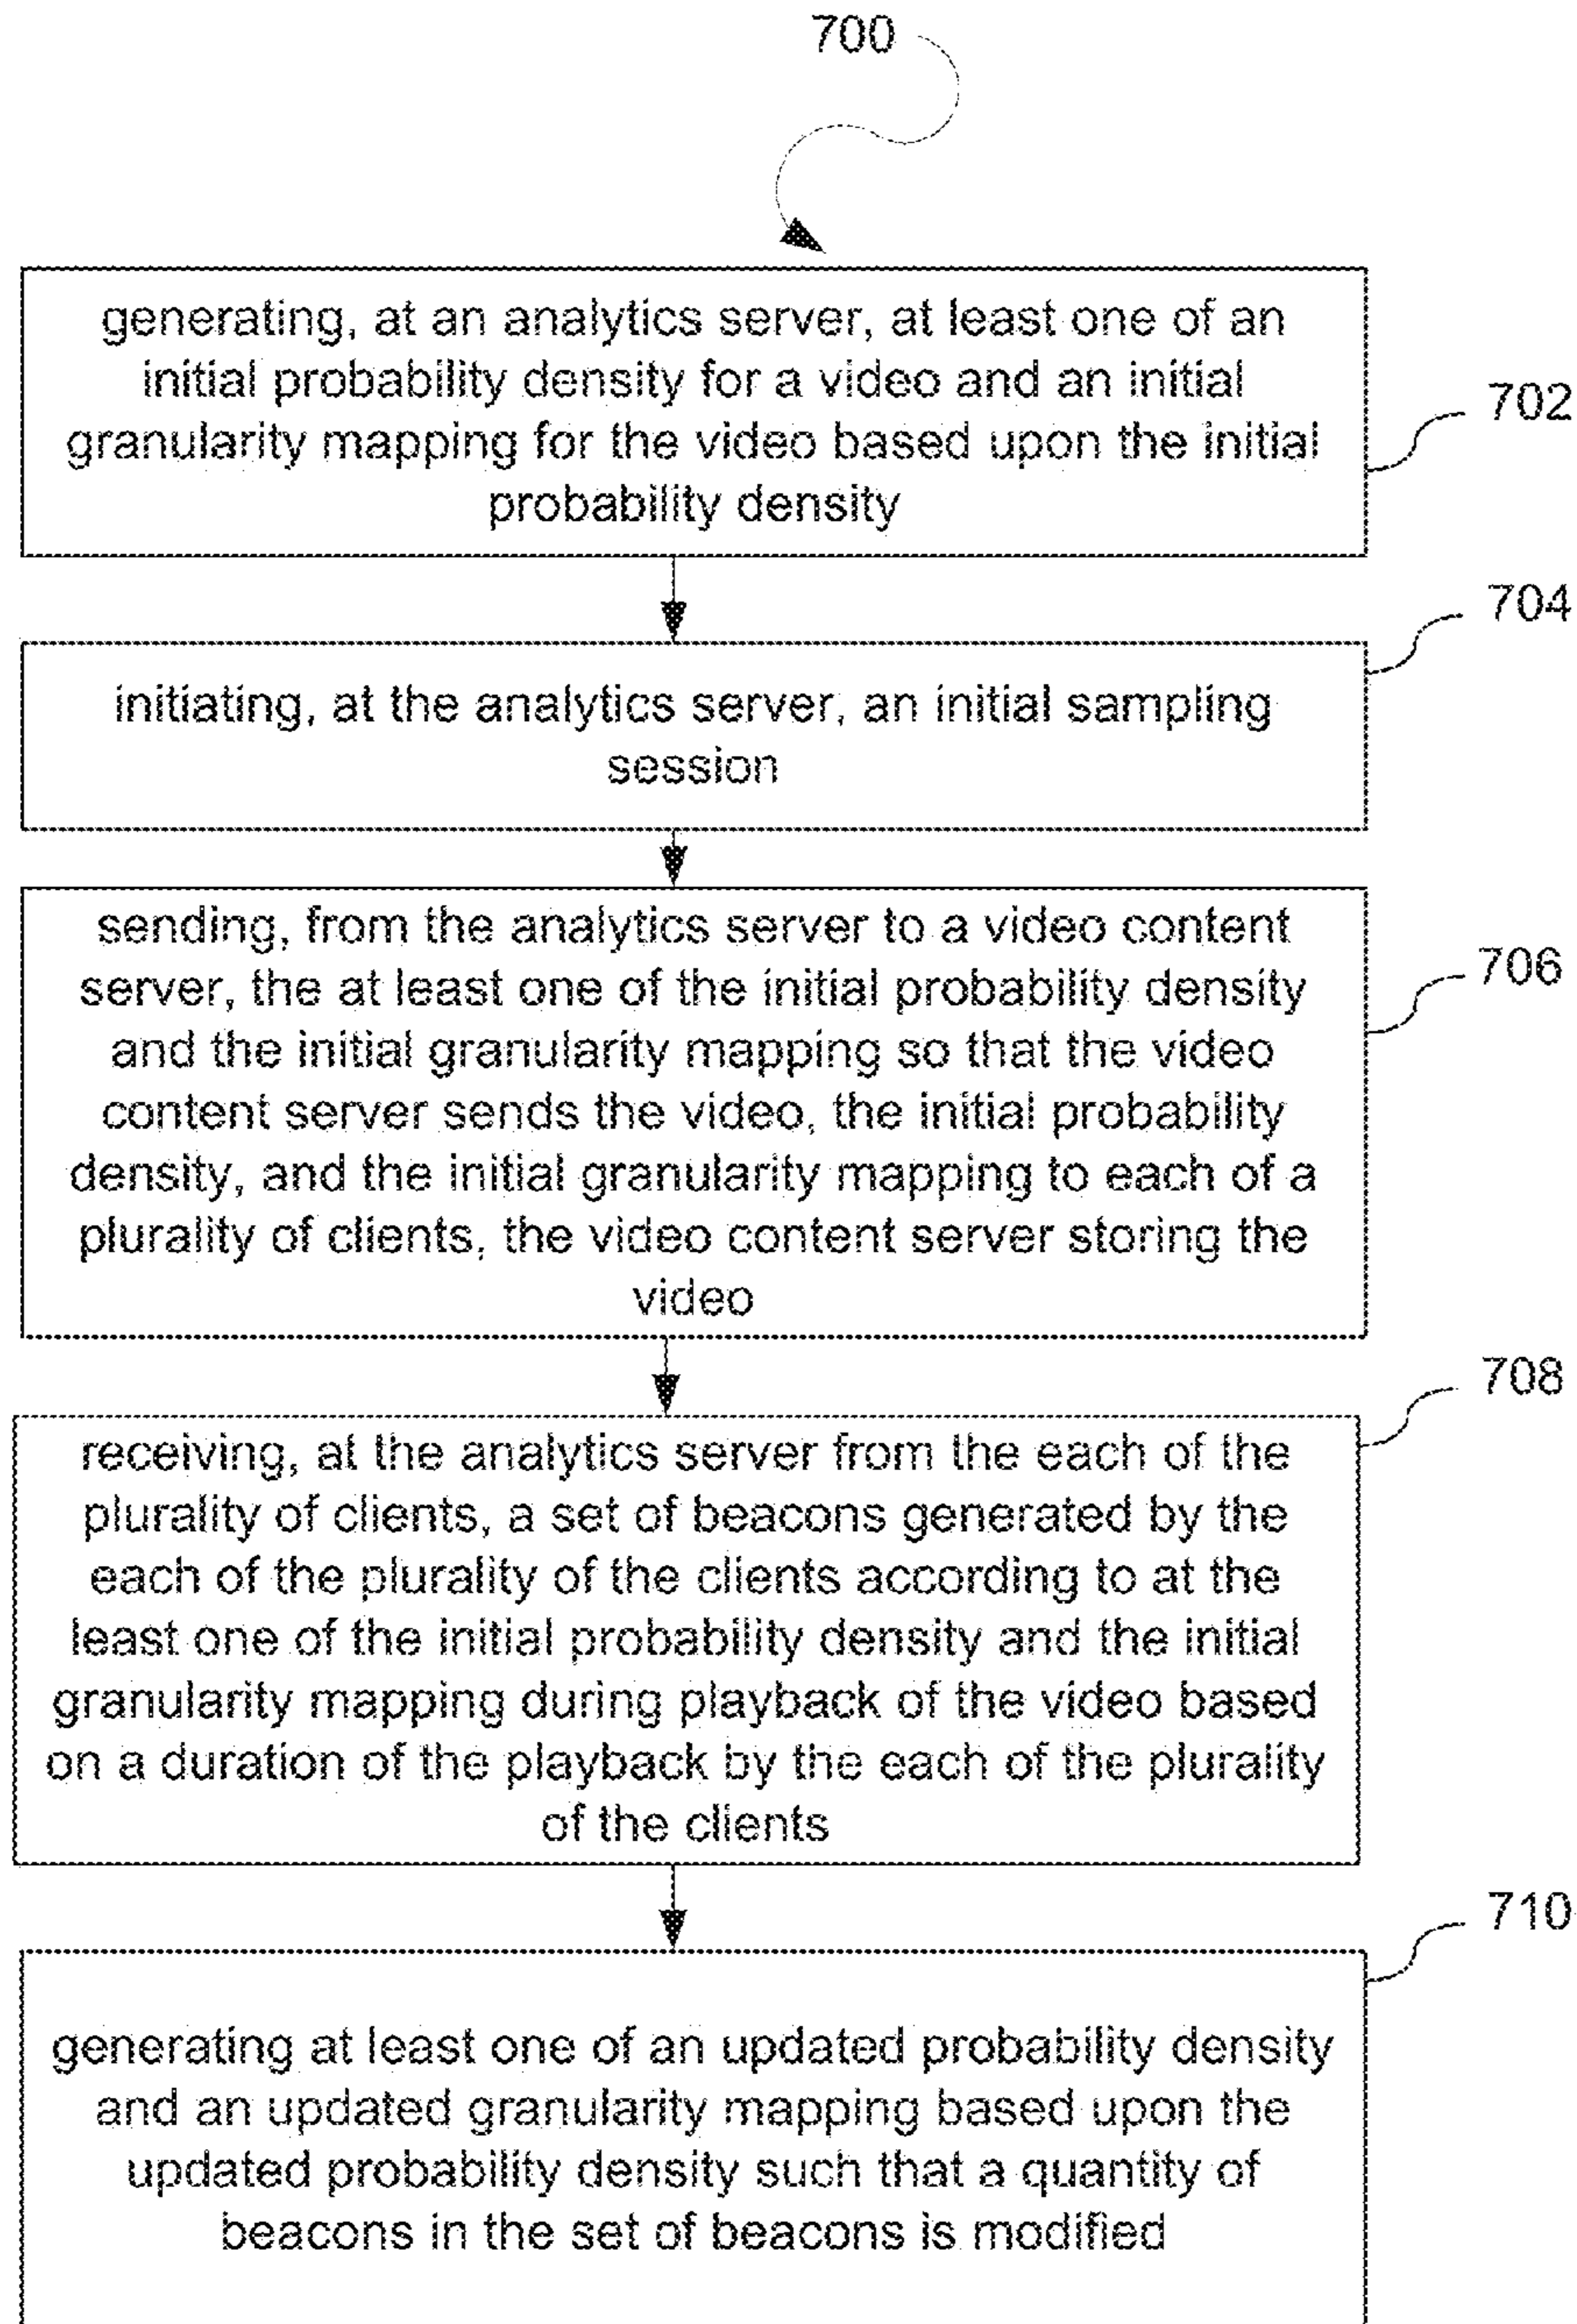 700
generating, at an analytics server, at least one of an
initial probability density for a video and an initial
granularity mapping for the video based upon the initial
probability density
702
initiating, at the analytics server, an initial sampling
session
704
sending, from the analytics server to a video content
server, the at least one of the initial probability density
and the initial granularity mapping so that the video
content server sends the video, the initial probability
density, and the initial granularity mapping to each of a
plurality of clients, the video content server storing the
video
706
receiving, at the analytics server from the each of the
plurality of clients, a set of beacons generated by the
each of the plurality of the clients according to at the
least one of the initial probability density and the initial
granularity mapping during playback of the video based
on a duration of the playback by the each of the plurality
of the clients
708
generating at least one of an updated probability density
and an updated granularity mapping based upon the
updated probability density such that a quantity of
beacons in the set of beacons is modified
710